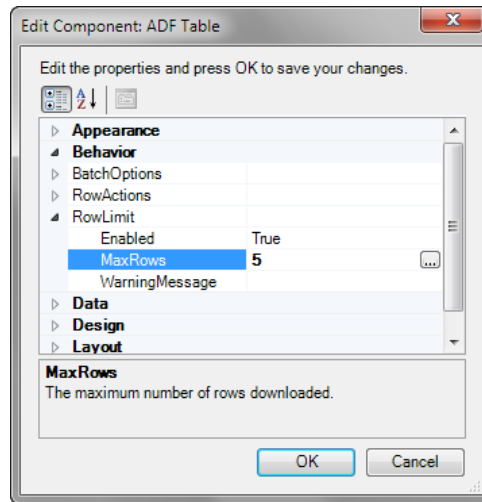 Edit Component: ADF Table
Edit the properties and press OK to save your changes.
Appearance
Behavior
BatchOptions
RowActions
RowLimit
Enabled True
MaxRows 5 ...
WarningMessage
Data
Design
Layout
MaxRows
The maximum number of rows downloaded.
OK Cancel